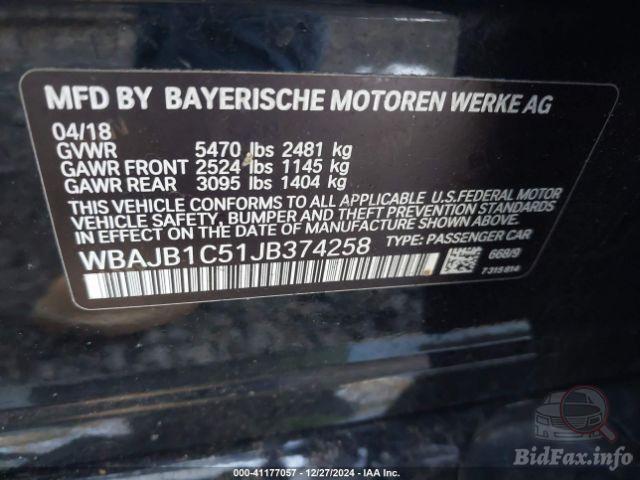 MFD BY BAYERISCHE MOTOREN WERKE AG
04/18
GVWR 5470 lbs 2481 kg
GAWR FRONT 2524 lbs 1145 kg
GAWR REAR 3095 lbs 1404 kg
THIS VEHICLE CONFORMS TO ALL APPLICABLE U.S.FEDERAL MOTOR
VEHICLE SAFETY, BUMPER AND THEFT PREVENTION STANDARDS
IN EFFECT ON THE DATE OF MANUFACTURE SHOWN ABOVE.
WBAJB1C51JB374258 TYPE: PASSENGER CAR
668/9
7315814
BidFax.info
000-41177057 - 12/27/2024 - IAA Inc.